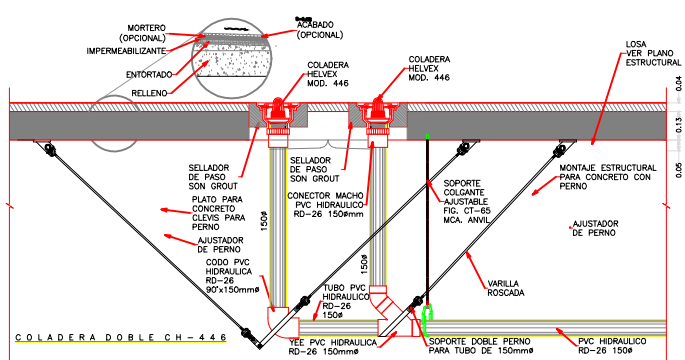 MORTERO
(OPCIONAL)
IMPERMEABILIZANTE
ENTORTADO
RELLENO
ACABADO
(OPCIONAL)
COLADERA
HELVEX
MOD. 446
COLADERA
HELVEX
MOD. 446
LOSA
VER PLANO
ESTRUCTURAL
0.04
0.13
0.05
SELLADOR
DE PASO
SON GROUT
SELLADOR
DE PASO
SON GROUT
PLATO PARA
CONCRETO
CLEVIS PARA
PERNO
AJUSTADOR
DE PERNO
CONECTOR MACHO
PVC HIDRAULICO
RD-26 150ømm
SOPORTE
COLGANTE
AJUSTABLE
FIG. CT-65
MCA. ANVIL
MONTAJE ESTRUCTURAL
PARA CONCRETO CON
PERNO
AJUSTADOR
DE PERNO
150ø
150ø
CODO PVC
HIDRAULICA
RD-26
90°x150mmø
TUBO PVC
HIDRAULICO
RD-26
150ø
VARILLA
ROSCADA
COLADERA DOBLE CH-446
YEE PVC HIDRAULICA
RD-26 150mmø
SOPORTE DOBLE PERNO
PARA TUBO DE 150mmø
PVC HIDRAULICO
RD-26 150ø